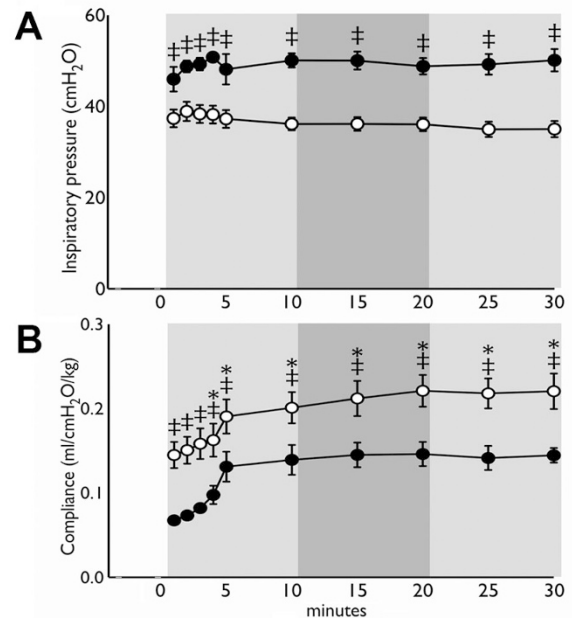 A
Inspiratory pressure (cmH₂O)
60
40
20
0
‡ ‡ ‡ ‡ ‡ ‡ ‡ ‡ ‡ ‡
0 5 10 15 20 25 30
B
Compliance (ml/cmH₂O/kg)
0.3
0.2
0.1
0.0
* * * * * * *
‡ ‡ ‡ ‡ ‡ ‡ ‡ ‡ ‡ ‡
0 5 10 15 20 25 30
minutes